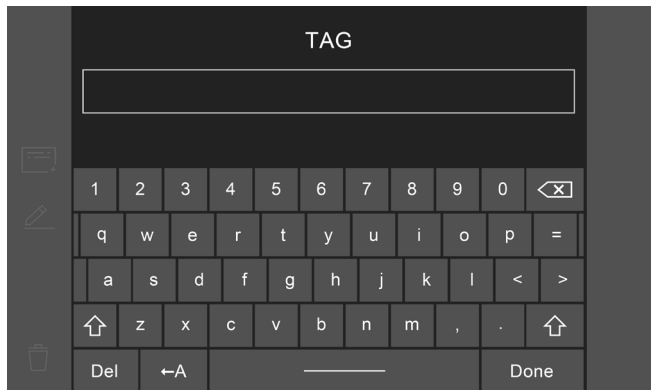 TAG
1 2 3 4 5 6 7 8 9 0
q w e r t y u i o p =
a s d f g h j k l < >
z x c v b n m , .
Del ←A Done